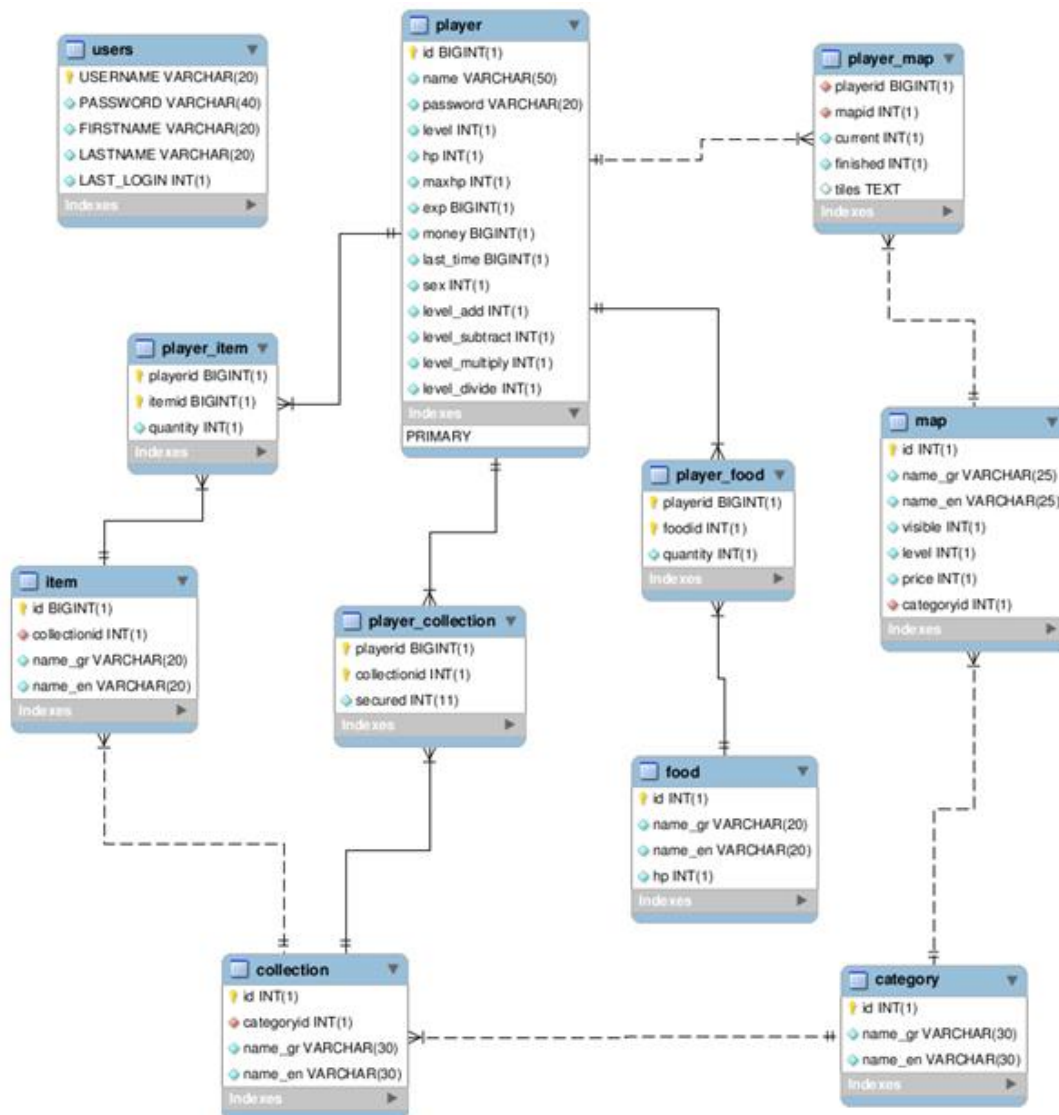 users
USERNAME VARCHAR(20)
PASSWORD VARCHAR(40)
FIRSTNAME VARCHAR(20)
LASTNAME VARCHAR(20)
LAST_LOGIN INT(1)
Indexes
player
id BIGINT(1)
name VARCHAR(50)
password VARCHAR(20)
level INT(1)
hp INT(1)
maxhp INT(1)
exp BIGINT(1)
money BIGINT(1)
last_time BIGINT(1)
sex INT(1)
level_add INT(1)
level_subtract INT(1)
level_multiply INT(1)
level_divide INT(1)
Indexes
PRIMARY
player_map
playerid BIGINT(1)
mapid INT(1)
current INT(1)
finished INT(1)
tiles TEXT
Indexes
player_item
playerid BIGINT(1)
itemid BIGINT(1)
quantity INT(1)
Indexes
map
id INT(1)
name_gr VARCHAR(25)
name_en VARCHAR(25)
visible INT(1)
level INT(1)
price INT(1)
categoryid INT(1)
Indexes
player_food
playerid BIGINT(1)
foodid INT(1)
quantity INT(1)
Indexes
item
id BIGINT(1)
collectionid INT(1)
name_gr VARCHAR(20)
name_en VARCHAR(20)
Indexes
player_collection
playerid BIGINT(1)
collectionid INT(1)
secured INT(11)
Indexes
food
id INT(1)
name_gr VARCHAR(20)
name_en VARCHAR(20)
hp INT(1)
Indexes
collection
id INT(1)
categoryid INT(1)
name_gr VARCHAR(30)
name_en VARCHAR(30)
Indexes
category
id INT(1)
name_gr VARCHAR(30)
name_en VARCHAR(30)
Indexes